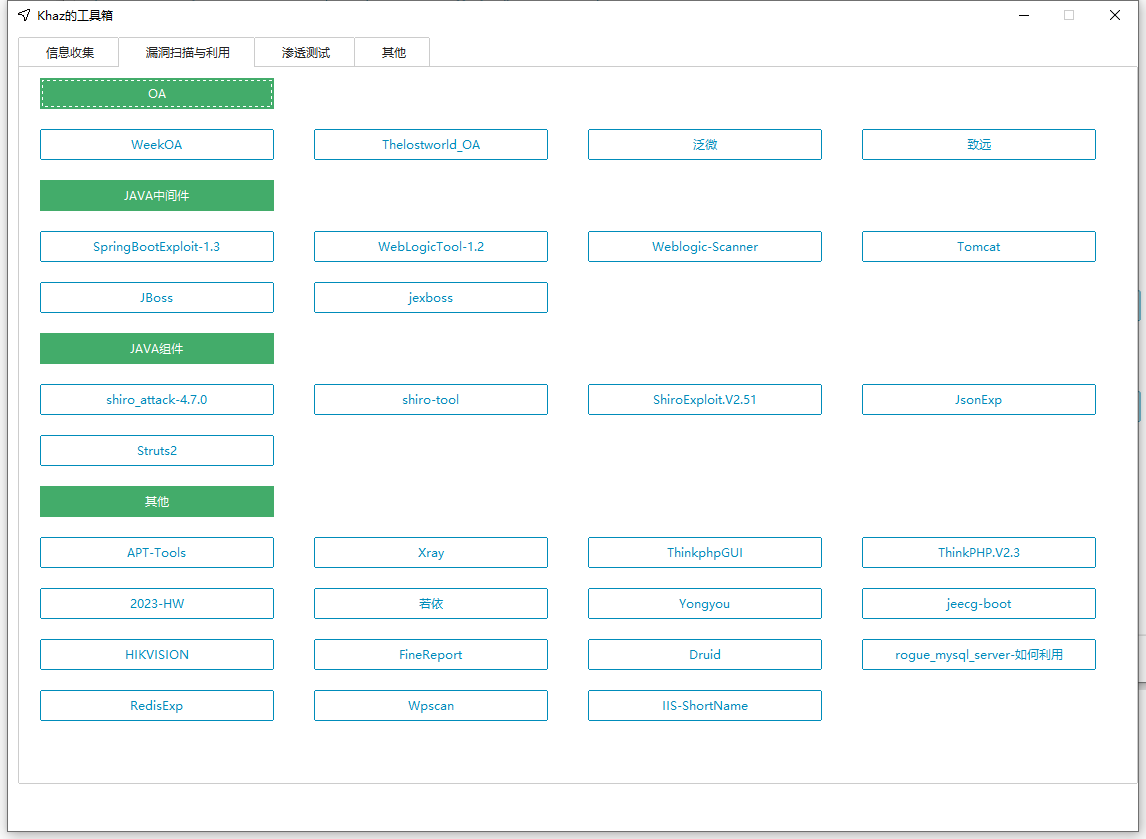 Khaz的工具箱
信息收集 漏洞扫描与利用 渗透测试 其他
OA
WeekOA Thelostworld_OA 泛微 致远
JAVA中间件
SpringBootExploit-1.3 WebLogicTool-1.2 Weblogic-Scanner Tomcat
JBoss jexboss
JAVA组件
shiro_attack-4.7.0 shiro-tool ShiroExploit.V2.51 JsonExp
Struts2
其他
APT-Tools Xray ThinkphpGUI ThinkPHP.V2.3
2023-HW 若依 Yongyou jeecg-boot
HIKVISION FineReport Druid rogue_mysql_server-如何利用
RedisExp Wpscan IIS-ShortName